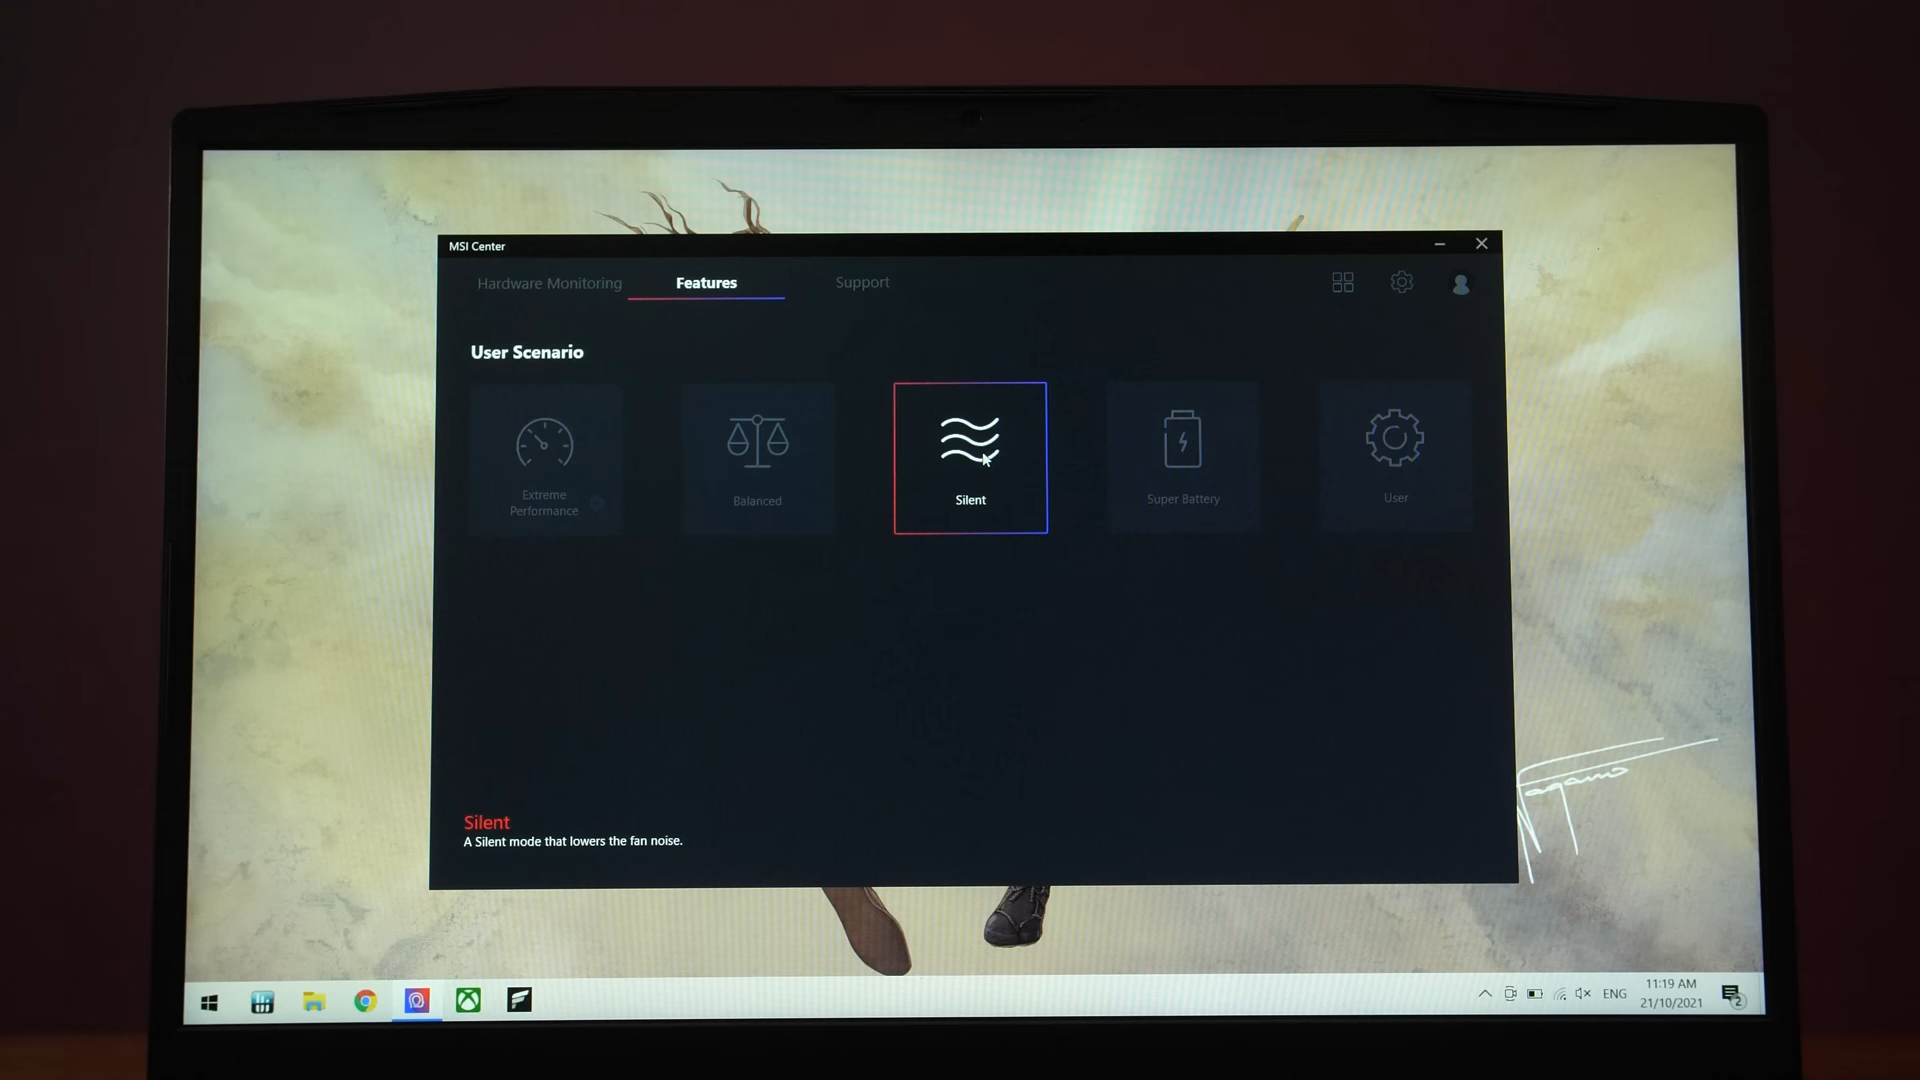 MSI Center
Hardware Monitoring
Features
Support
User Scenario
Extreme
Performance
Balanced
Silent
Super Battery
User
Silent
A Silent mode that lowers the fan noise.
ENG
11:19 AM
21/10/2021
2